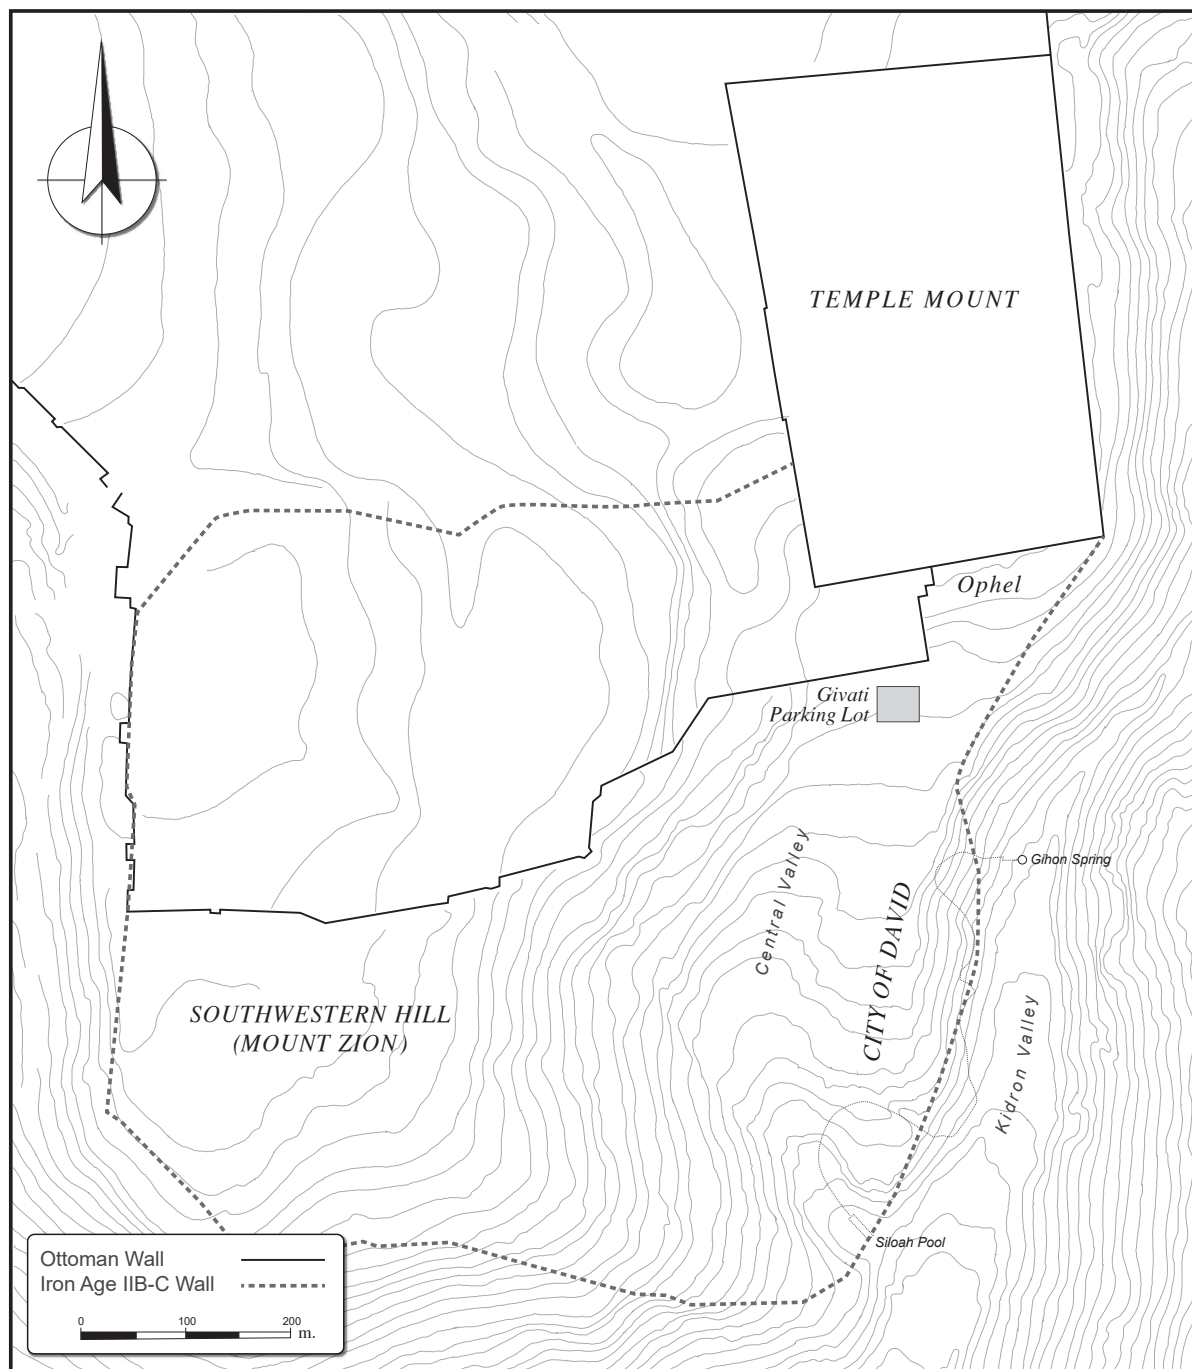 TEMPLE MOUNT
Ophel
Givati
Parking Lot
Central Valley
Gihon Spring
CITY OF DAVID
SOUTHWESTERN HILL
(MOUNT ZION)
Kidron Valley
Siloah Pool
Ottoman Wall
Iron Age IIB-C Wall
0 100 200
m.